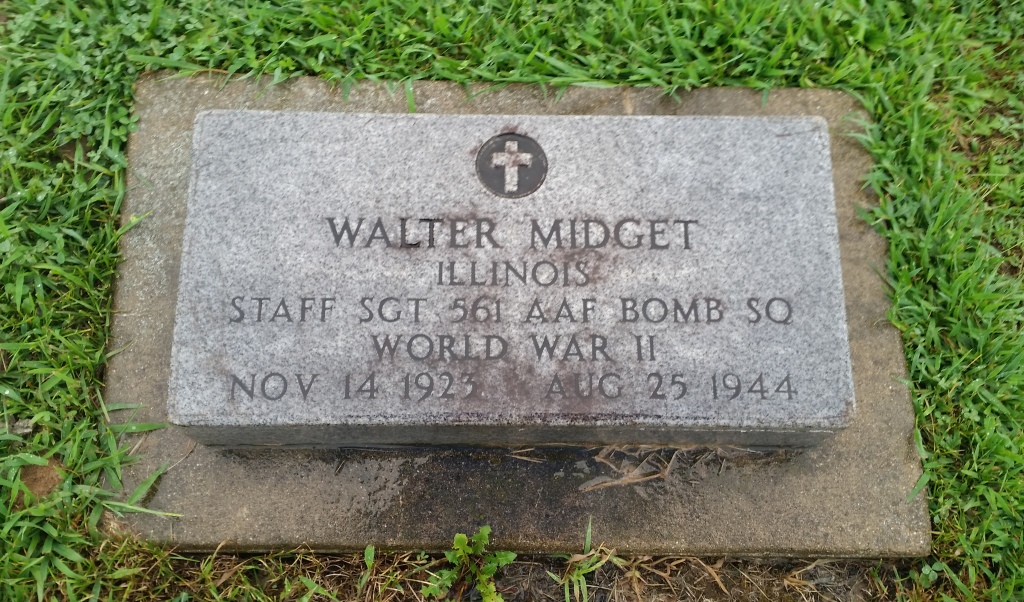 WALTER MIDGET
ILLINOIS
STAFF SGT 561 AAF BOMB SQ
WORLD WAR II
NOV 14 1923 AUG 25 1944